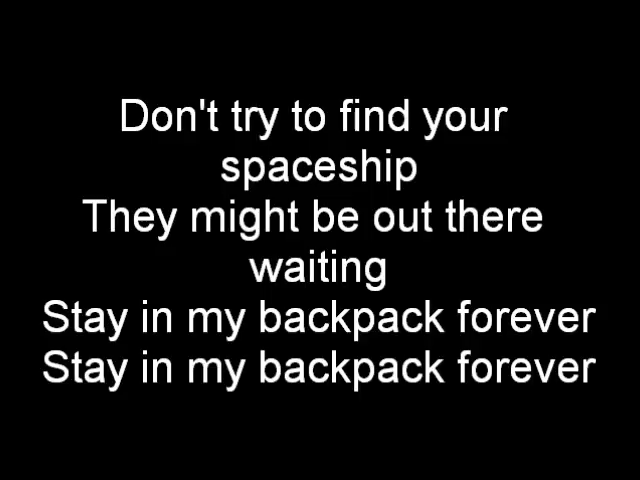 Don't try to find your
spaceship
They might be out there
waiting
Stay in my backpack forever
Stay in my backpack forever